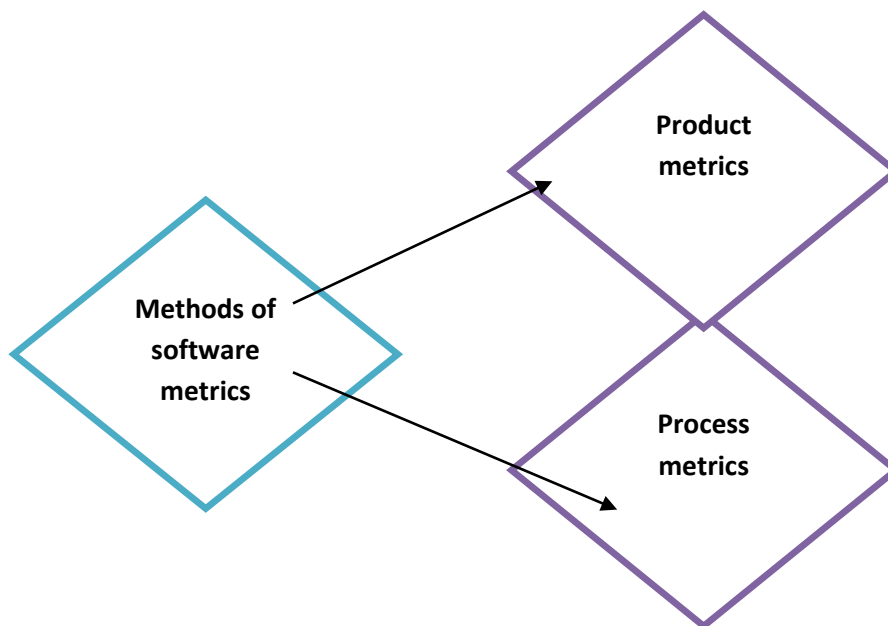 Product
metrics
Methods of
software
metrics
Process
metrics